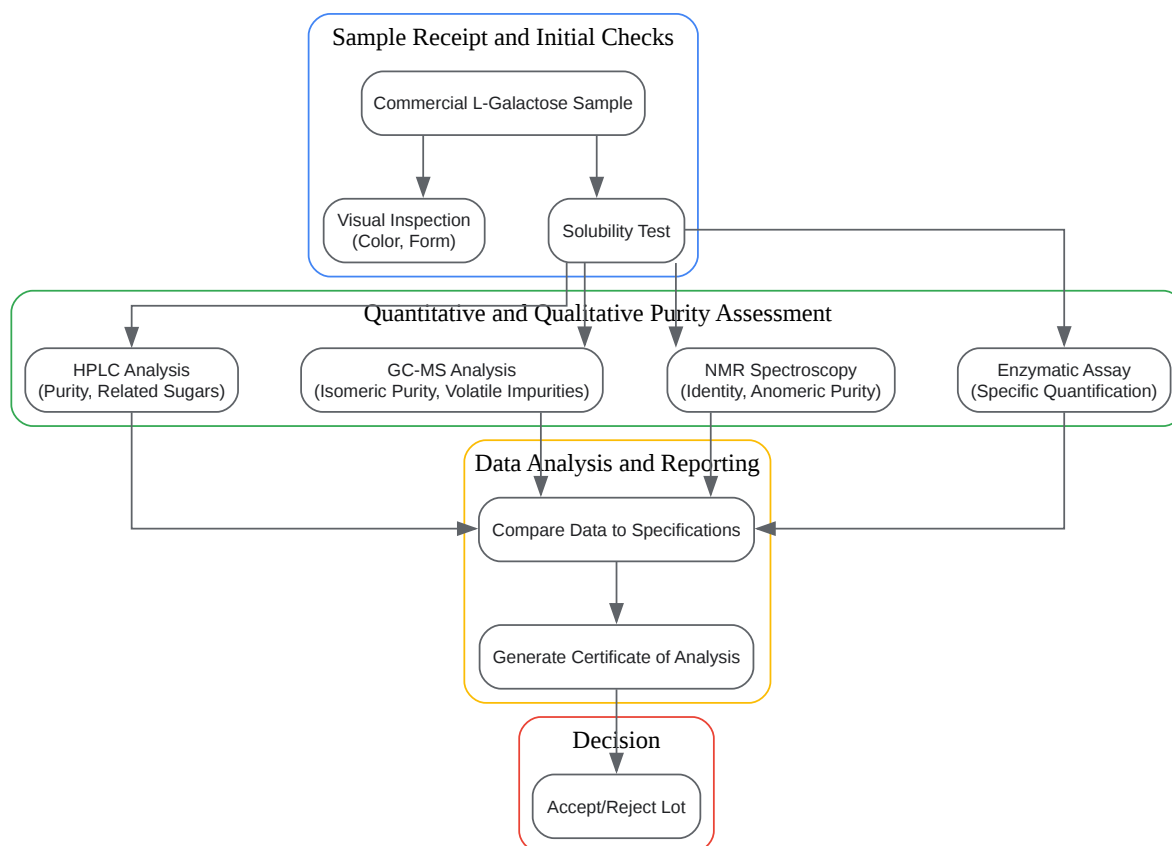 Sample Receipt and Initial Checks
Commercial L-Galactose Sample
Visual Inspection
(Color, Form)
Solubility Test
Quantitative and Qualitative Purity Assessment
HPLC Analysis
(Purity, Related Sugars)
GC-MS Analysis
(Isomeric Purity, Volatile Impurities)
NMR Spectroscopy
(Identity, Anomeric Purity)
Enzymatic Assay
(Specific Quantification)
Data Analysis and Reporting
Compare Data to Specifications
Generate Certificate of Analysis
Decision
Accept/Reject Lot